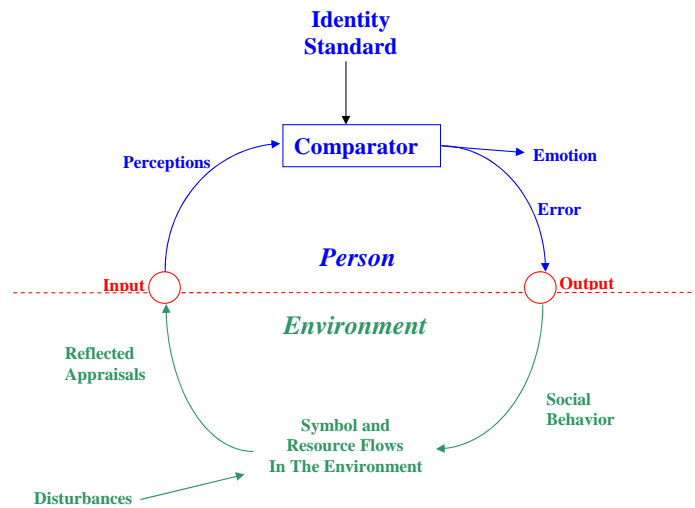 Identity
Standard
Comparator
Perceptions
Emotion
Error
Person
Input
Output
Environment
Reflected
Appraisals
Social
Behavior
Symbol and
Resource Flows
In The Environment
Disturbances